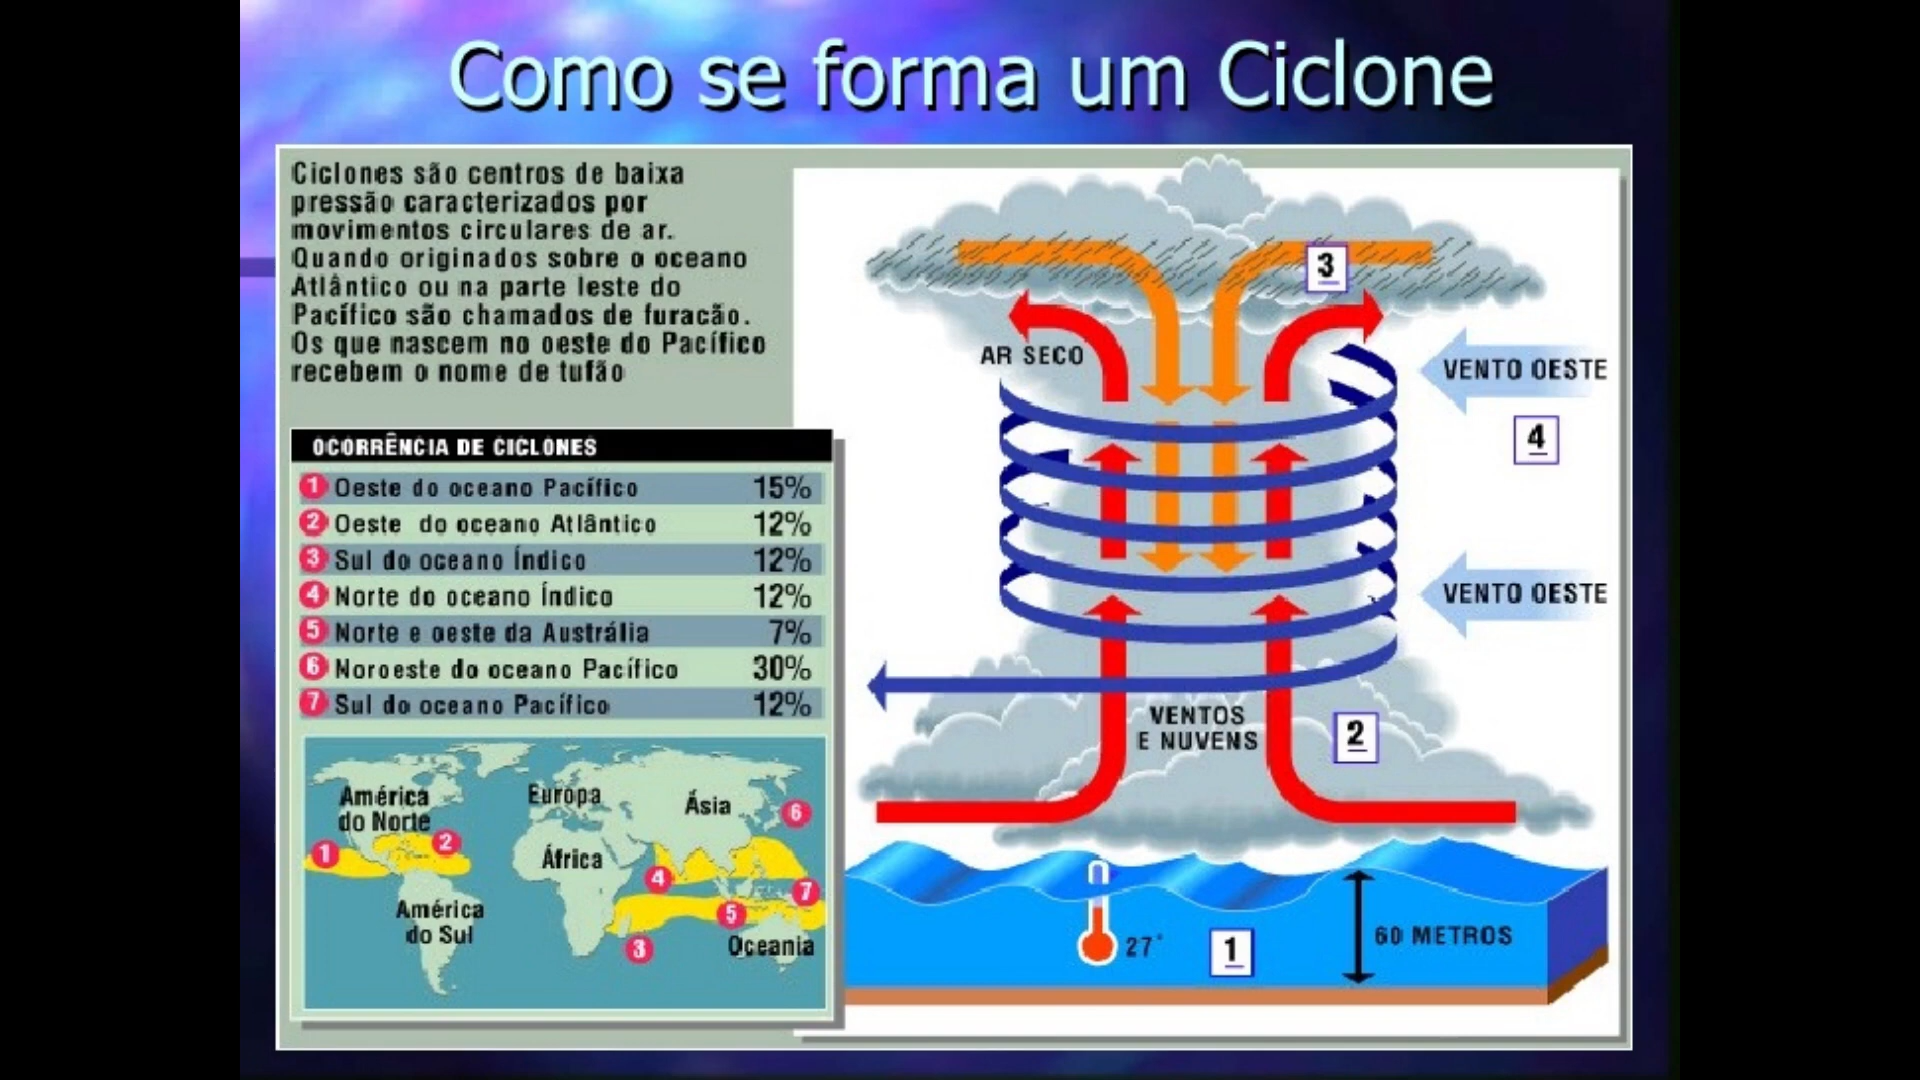 Como se forma um Ciclone
Ciclones são centros de baixa
pressão caracterizados por
movimentos circulares de ar.
Quando originados sobre o oceano
Atlântico ou na parte leste do
Pacífico são chamados de furacão.
Os que nascem no oeste do Pacífico
recebem o nome de tufão
OCORRÊNCIA DE CICLONES
1 Oeste do oceano Pacífico 15%
2 Oeste do oceano Atlântico 12%
3 Sul do oceano Índico 12%
4 Norte do oceano Índico 12%
5 Norte e oeste da Austrália 7%
6 Noroeste do oceano Pacífico 30%
7 Sul do oceano Pacífico 12%
América
do Norte
Europa
Ásia
6
1
2
África
4
7
América
do Sul
5
3
Oceania
3
AR SECO
VENTO OESTE
4
VENTO OESTE
VENTOS
E NUVENS
2
27°
1
60 METROS